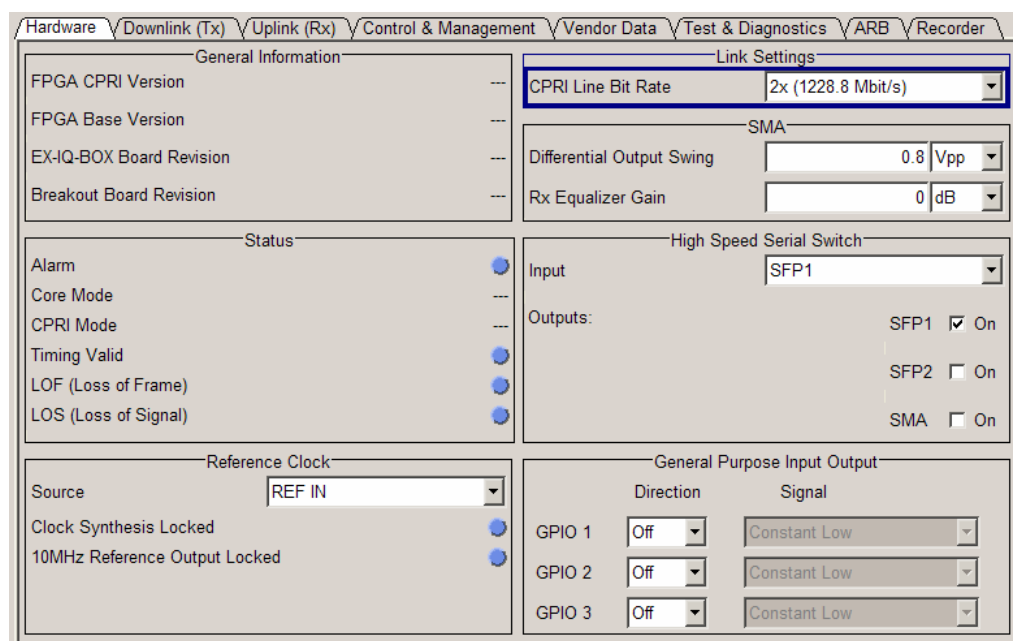 Hardware Downlink (Tx) Uplink (Rx) Control & Management Vendor Data Test & Diagnostics ARB Recorder
General Information
FPGA CPRI Version ---
FPGA Base Version ---
EX-IQ-BOX Board Revision ---
Breakout Board Revision ---
Link Settings
CPRI Line Bit Rate 2x (1228.8 Mbit/s)
SMA
Differential Output Swing 0.8 Vpp
Rx Equalizer Gain 0 dB
Status
Alarm
Core Mode ---
CPRI Mode ---
Timing Valid
LOF (Loss of Frame)
LOS (Loss of Signal)
High Speed Serial Switch
Input SFP1
Outputs:
SFP1 On
SFP2 On
SMA On
Reference Clock
Source REF IN
Clock Synthesis Locked
10MHz Reference Output Locked
General Purpose Input Output
Direction Signal
GPIO 1 Off Constant Low
GPIO 2 Off Constant Low
GPIO 3 Off Constant Low